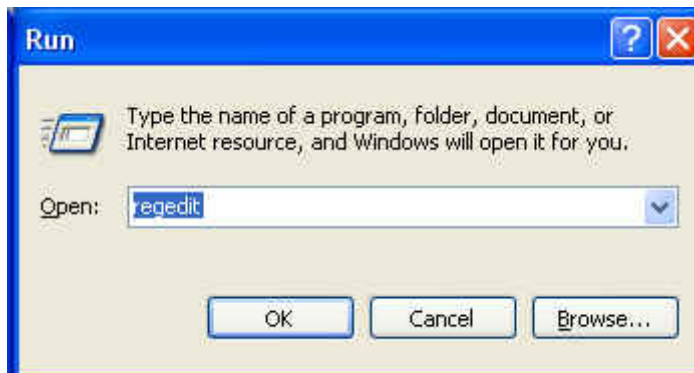 Run
Type the name of a program, folder, document, or
Internet resource, and Windows will open it for you.
Open: regedit
OK Cancel Browse...